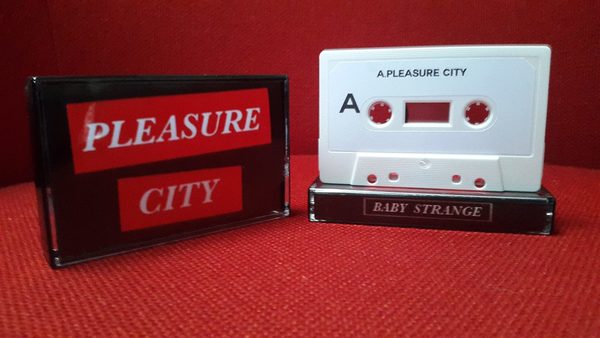 PLEASURE
CITY
A.PLEASURE CITY
A
BABY STRANGE